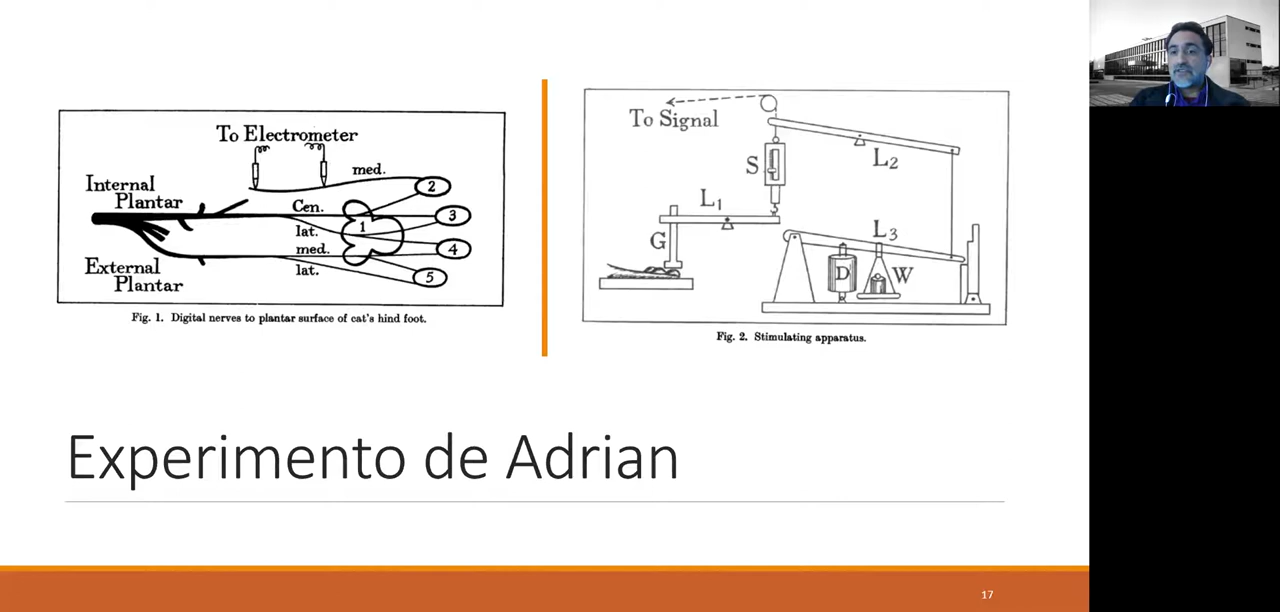 To Electrometer
med.
2
Internal
Plantar
Cen.
3
lat.
1
med.
4
lat.
5
External
Plantar
Fig. 1. Digital nerves to plantar surface of cat's hind foot.
To Signal
L2
S
L1
G
L3
D
W
Fig. 2. Stimulating apparatus.
Experimento de Adrian
17